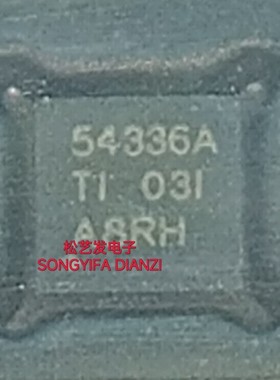 54336A
TI 03I
A8RH
松艺发电子
SONGYIFA DIANZI